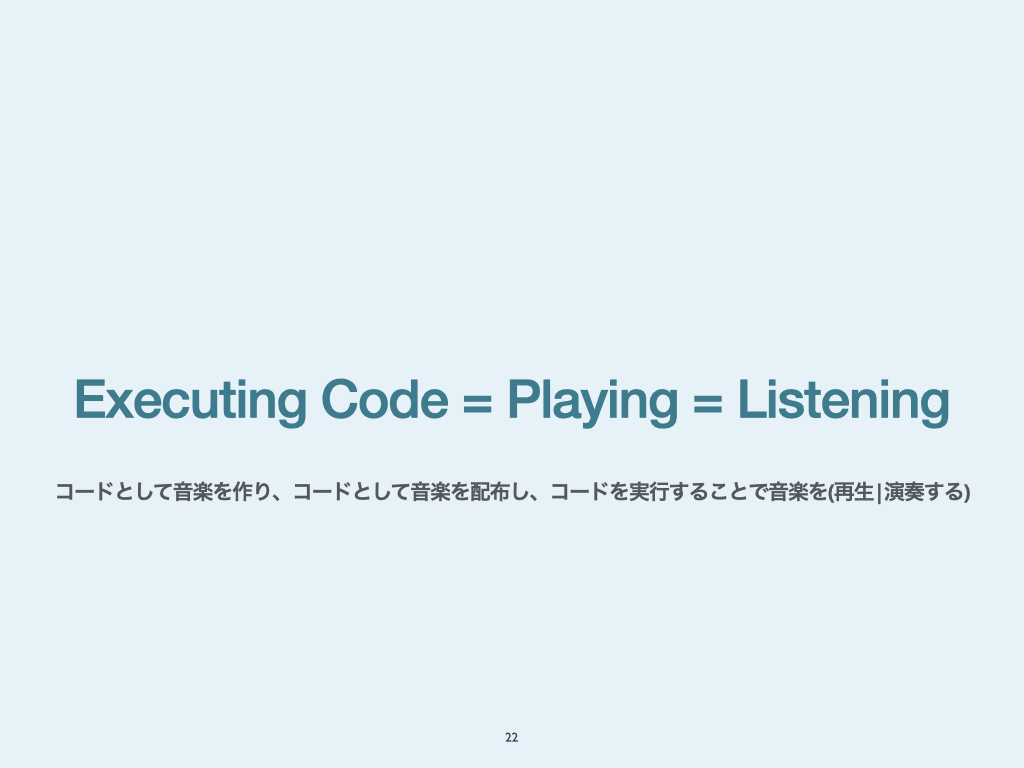 Executing Code = Playing = Listening
コードとして音楽を作り、コードとして音楽を配布し、コードを実行することで音楽を(再生|演奏する)
22